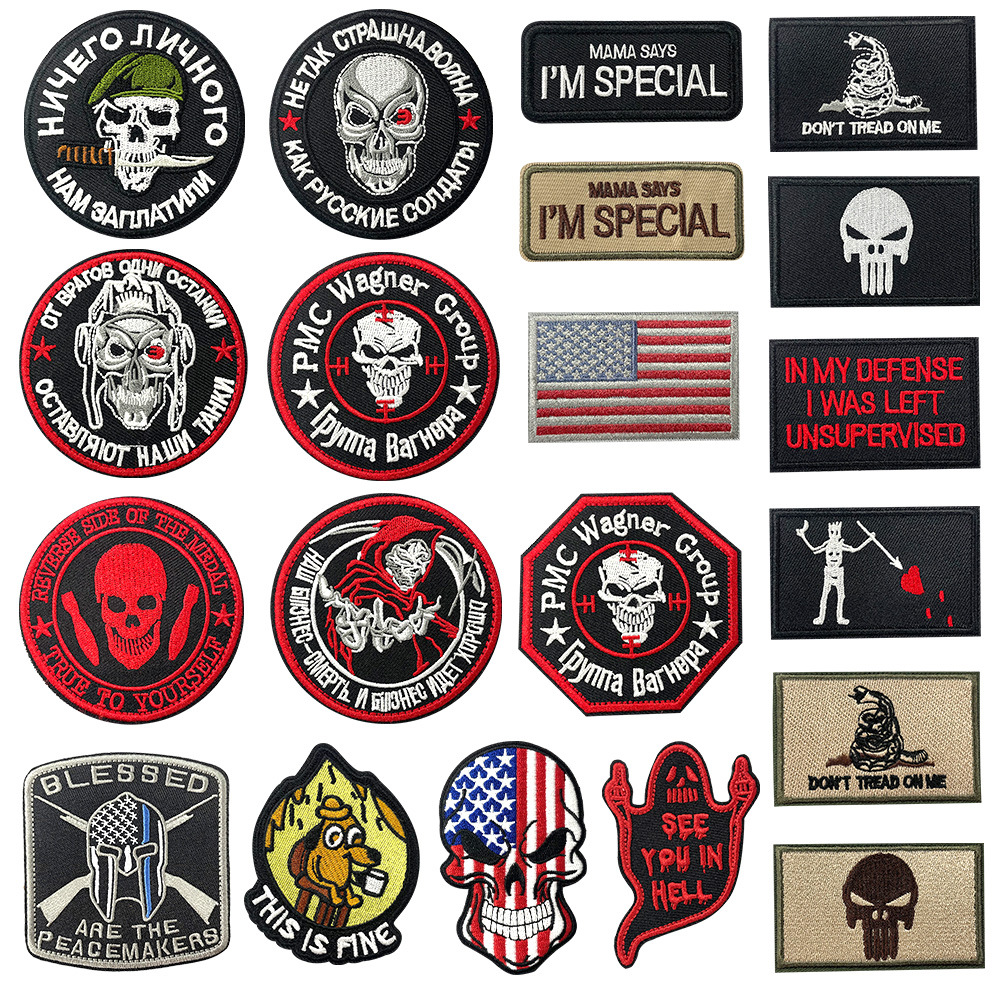 НИЧЕГО ЛИЧНОГО
НАМ ЗАПЛАТИЛИ
НЕ ТАК СТРАШНА ВОЙНА
КАК РУССКИЕ СОЛДАТЫ
MAMA SAYS
I'M SPECIAL
DON'T TREAD ON ME
MAMA SAYS
I'M SPECIAL
ОТ ВРАГОВ ОДНИ ОСТАНКИ
ОСТАВЛЯЮТ НАШИ ТАНКИ
PMC Wagner Group
Группа Вагнера
IN MY DEFENSE
I WAS LEFT
UNSUPERVISED
REVERSE SIDE OF THE MEDAL
TRUE TO YOURSELF
НАШ БИЗНЕС-СМЕРТЬ И БИЗНЕС ИДЕТ ХОРОШО
PMC Wagner Group
Группа Вагнера
DON'T TREAD ON ME
BLESSED
ARE THE
PEACEMAKERS
THIS IS FINE
SEE
YOU IN
HELL